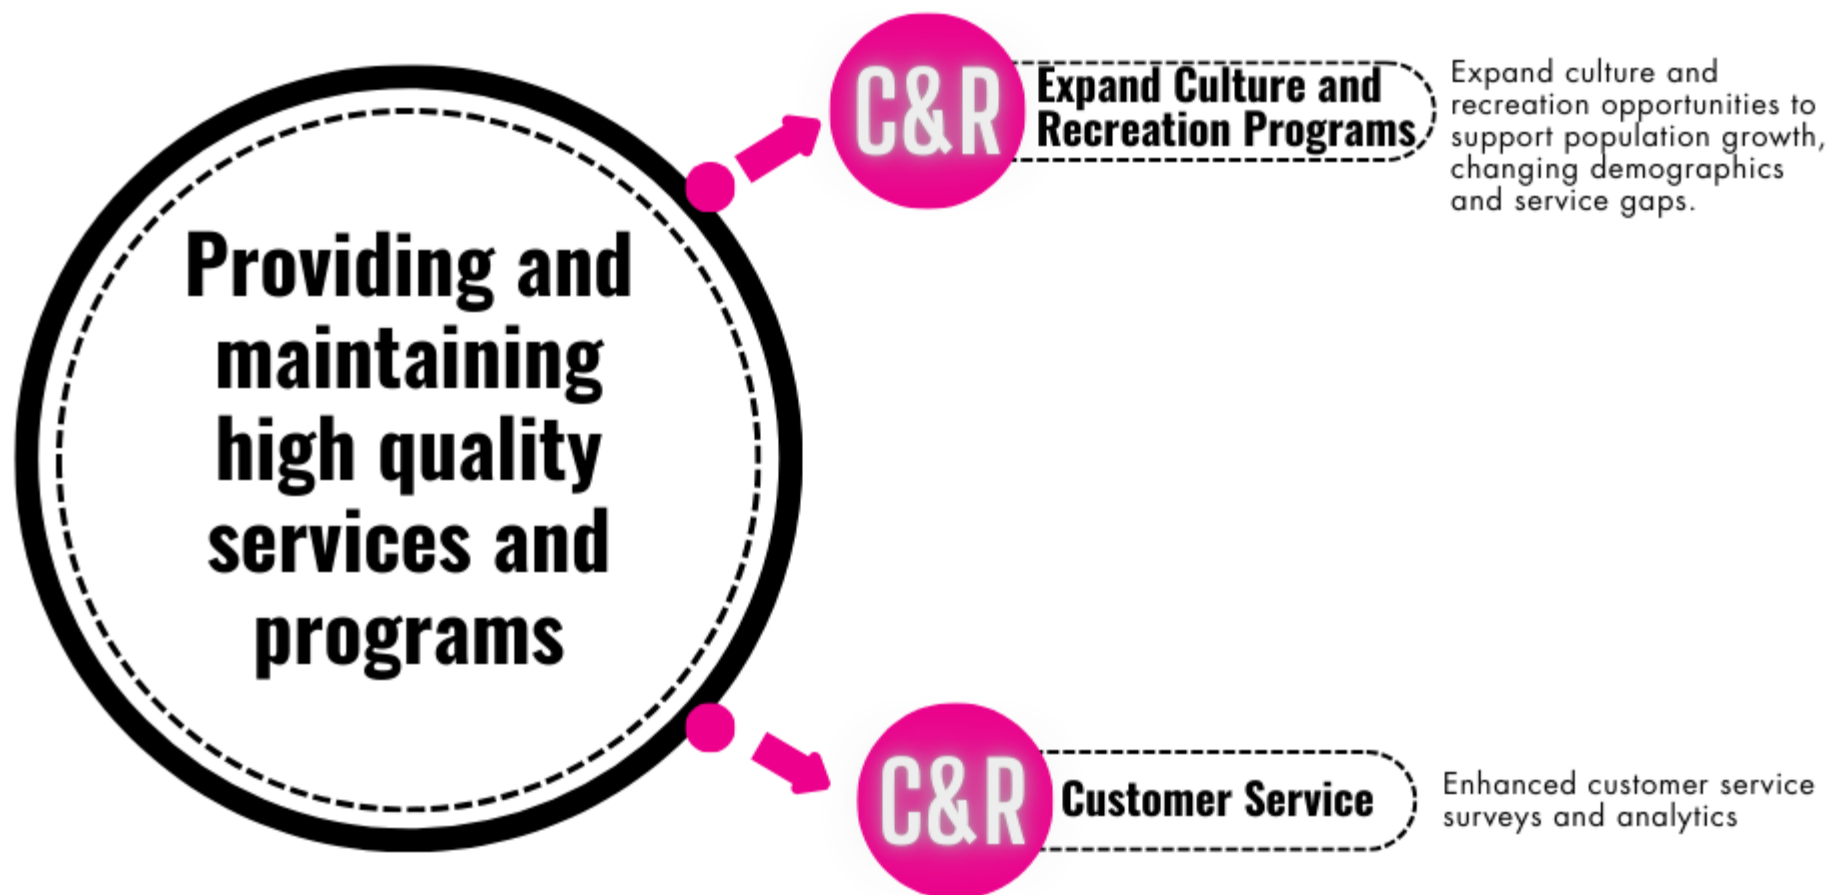 Providing and
maintaining
high quality
services and
programs
C&R
Expand Culture and
Recreation Programs
Expand culture and
recreation opportunities to
support population growth,
changing demographics
and service gaps.
C&R
Customer Service
Enhanced customer service
surveys and analytics